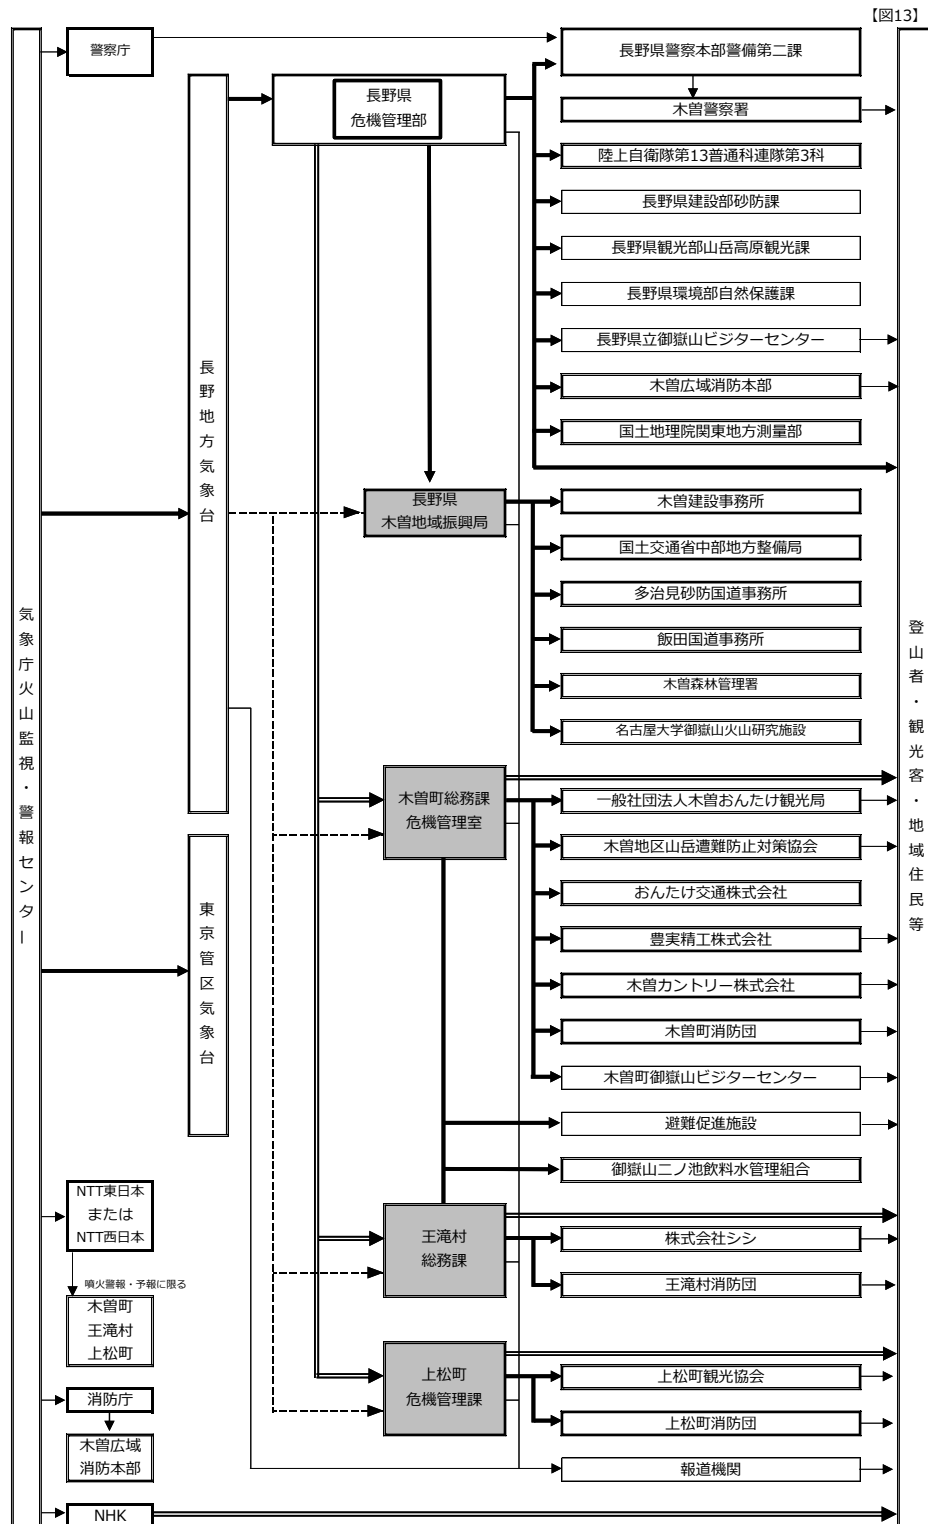 【図13】
気象庁火山監視・警報センター
警察庁
長野地方気象台
東京管区気象台
NTT東日本
または
NTT西日本
噴火警報・予報に限る
木曽町
王滝村
上松町
消防庁
木曽広域
消防本部
NHK
長野県
危機管理部
長野県
木曽地域振興局
木曽町総務課
危機管理室
王滝村
総務課
上松町
危機管理課
長野県警察本部警備第二課
木曽警察署
陸上自衛隊第13普通科連隊第3科
長野県建設部砂防課
長野県観光部山岳高原観光課
長野県環境部自然保護課
長野県立御嶽山ビジターセンター
木曽広域消防本部
国土地理院関東地方測量部
木曽建設事務所
国土交通省中部地方整備局
多治見砂防国道事務所
飯田国道事務所
木曽森林管理署
名古屋大学御嶽山火山研究施設
一般社団法人木曽おんたけ観光局
木曽地区山岳遭難防止対策協会
おんたけ交通株式会社
豊実精工株式会社
木曽カントリー株式会社
木曽町消防団
木曽町御嶽山ビジターセンター
避難促進施設
御嶽山二ノ池飲料水管理組合
株式会社シシ
王滝村消防団
上松町観光協会
上松町消防団
報道機関
登山者・観光客・地域住民等